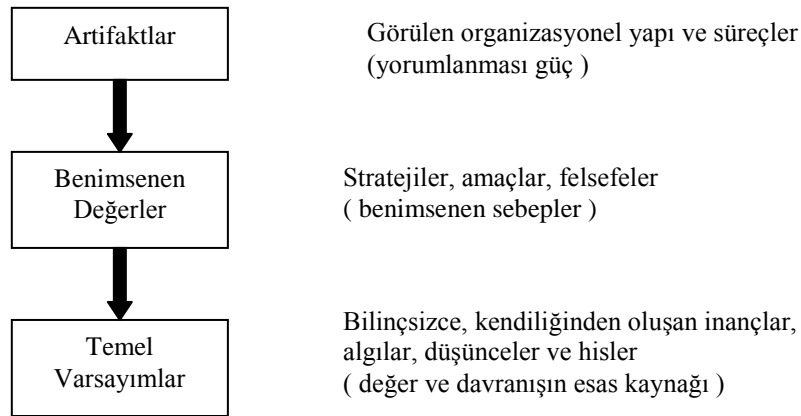 Artifaktlar
Görülen organizasyonel yapı ve süreçler
(yorumlanması güç )
Benimsenen
Değerler
Stratejiler, amaçlar, felsefeler
( benimsenen sebepler )
Temel
Varsayımlar
Bilinçsizce, kendiliğinden oluşan inançlar,
algılar, düşünceler ve hisler
( değer ve davranışın esas kaynağı )